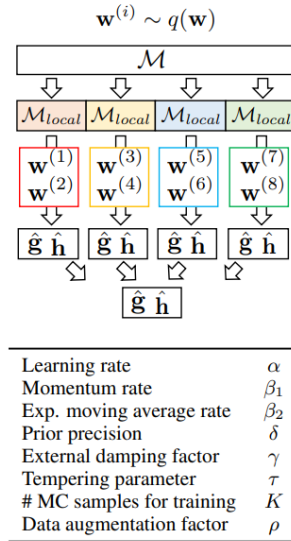 w^(i) ∼ q(w)
M
M_local M_local M_local M_local
w^(1) w^(3) w^(5) w^(7)
w^(2) w^(4) w^(6) w^(8)
ĝ ĥ ĝ ĥ ĝ ĥ ĝ ĥ
ĝ ĥ
Learning rate α
Momentum rate β₁
Exp. moving average rate β₂
Prior precision δ
External damping factor γ
Tempering parameter τ
# MC samples for training K
Data augmentation factor ρ